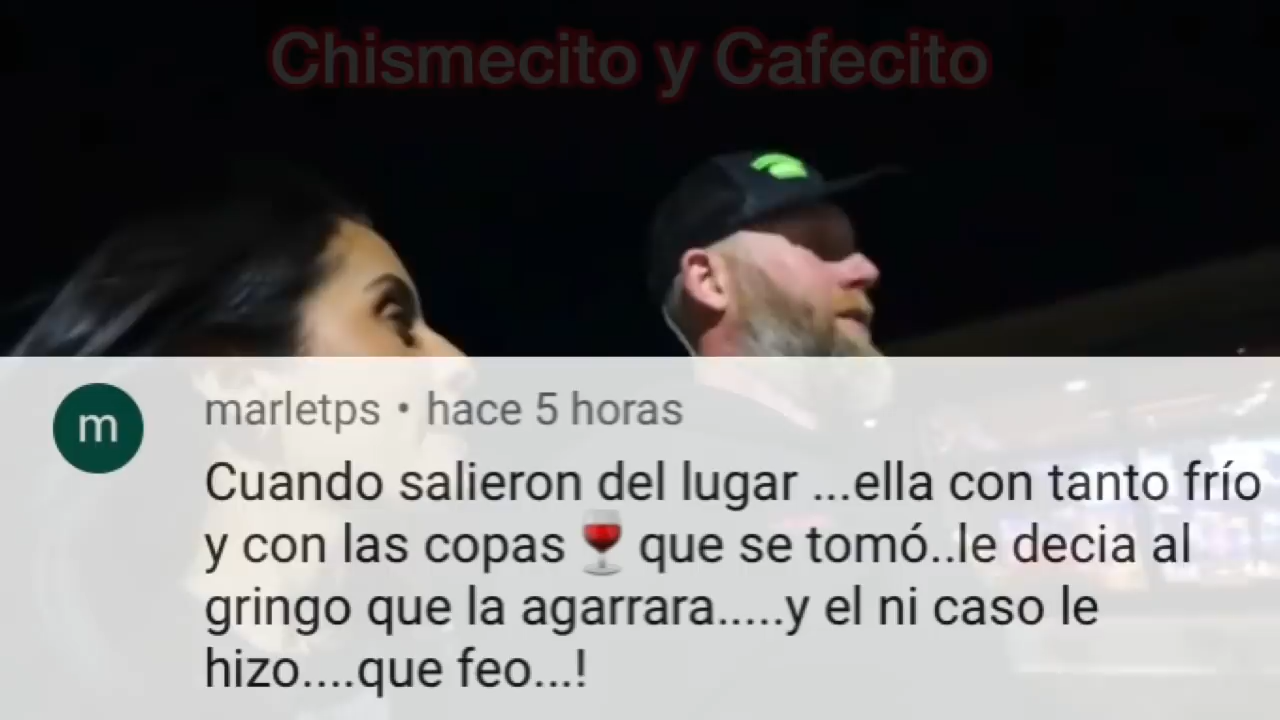 Chismecito y Cafecito
m
marletps • hace 5 horas
Cuando salieron del lugar ...ella con tanto frío
y con las copas🍷que se tomó..le decia al
gringo que la agarrara.....y el ni caso le
hizo....que feo...!